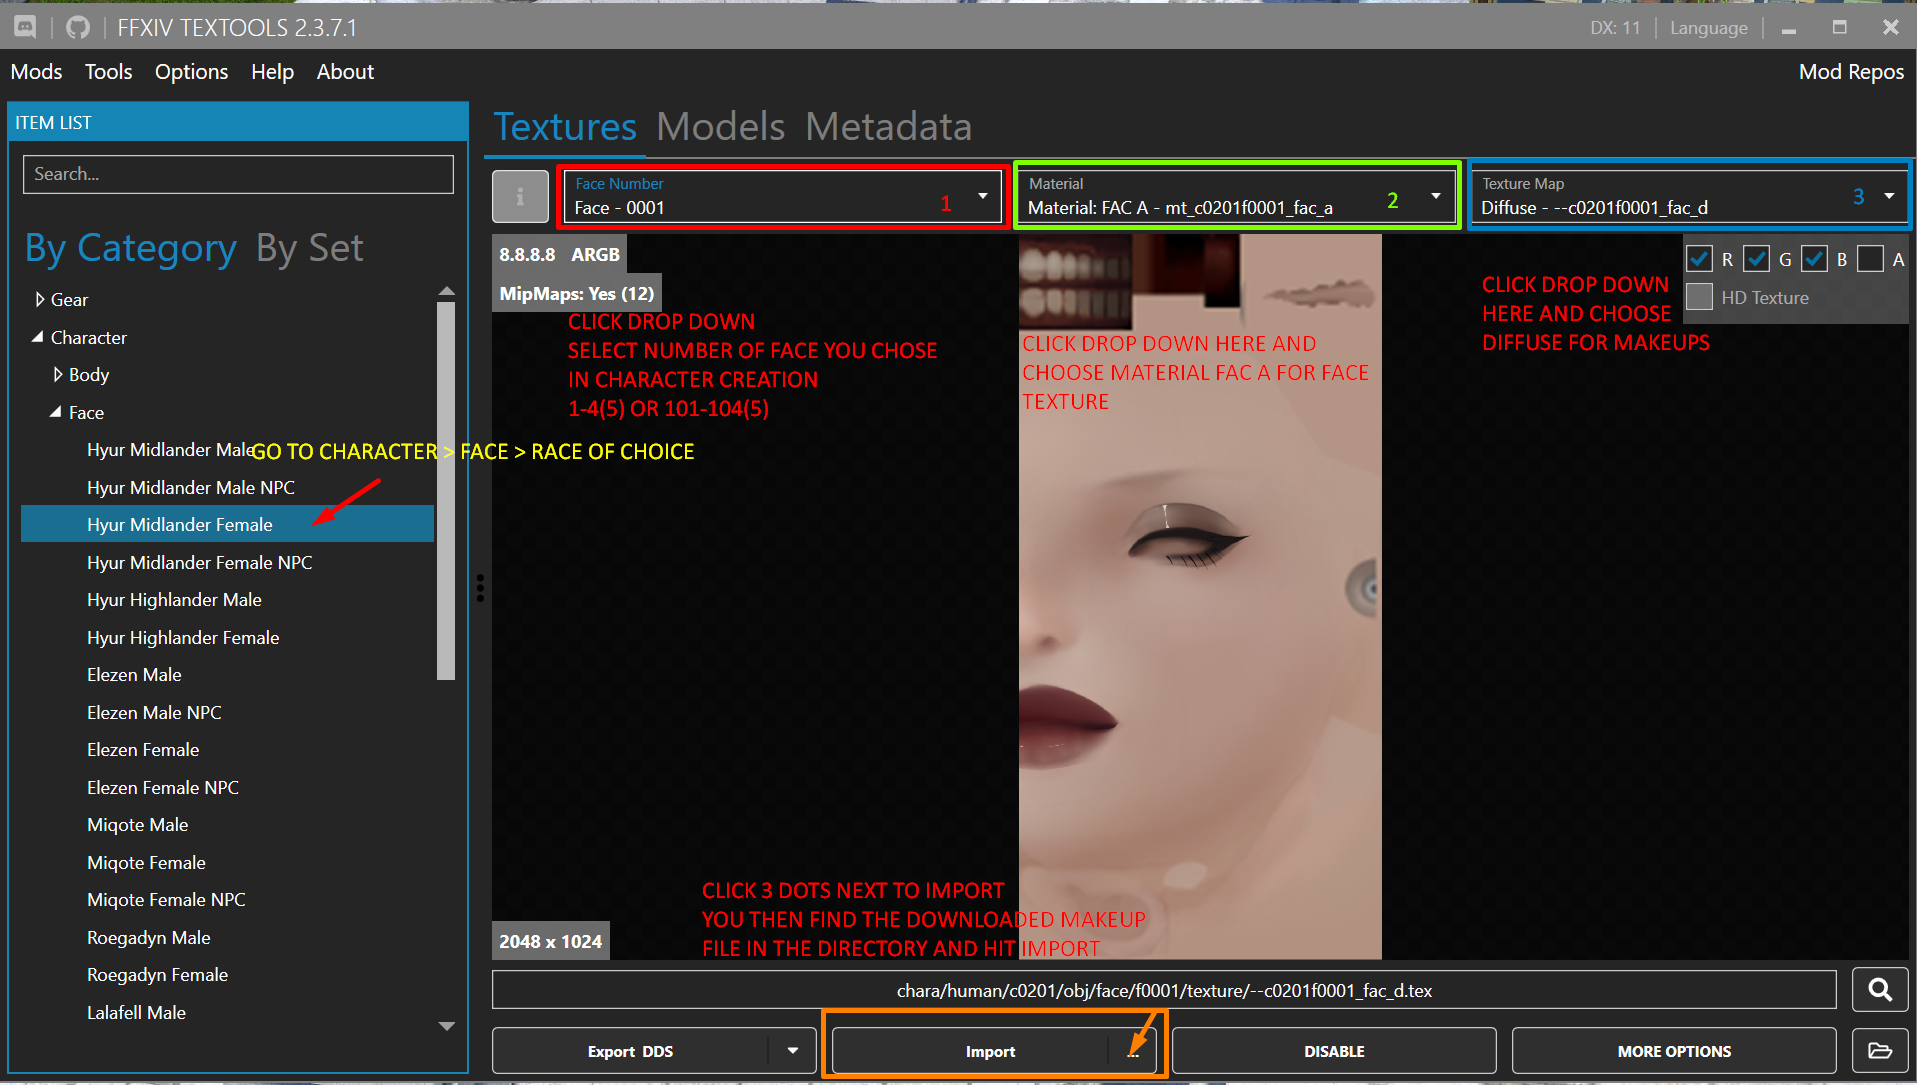 FFXIV TEXTOOLS 2.3.7.1
DX: 11
Language
Mods Tools Options Help About
Mod Repos
ITEM LIST
Search...
By Category By Set
Gear
Character
Body
Face
Hyur Midlander Male
GO TO CHARACTER > FACE > RACE OF CHOICE
Hyur Midlander Male NPC
Hyur Midlander Female
Hyur Midlander Female NPC
Hyur Highlander Male
Hyur Highlander Female
Elezen Male
Elezen Male NPC
Elezen Female
Elezen Female NPC
Miqote Male
Miqote Female
Miqote Female NPC
Roegadyn Male
Roegadyn Female
Lalafell Male
Textures Models Metadata
Face Number
Face - 0001
1
Material
Material: FAC A - mt_c0201f0001_fac_a
2
Texture Map
Diffuse - --c0201f0001_fac_d
3
8.8.8.8 ARGB
MipMaps: Yes (12)
R G B A
HD Texture
CLICK DROP DOWN
SELECT NUMBER OF FACE YOU CHOSE
IN CHARACTER CREATION
1-4(5) OR 101-104(5)
CLICK DROP DOWN HERE AND
CHOOSE MATERIAL FAC A FOR FACE
TEXTURE
CLICK DROP DOWN
HERE AND CHOOSE
DIFFUSE FOR MAKEUPS
CLICK 3 DOTS NEXT TO IMPORT
YOU THEN FIND THE DOWNLOADED MAKEUP
FILE IN THE DIRECTORY AND HIT IMPORT
2048 x 1024
chara/human/c0201/obj/face/f0001/texture/--c0201f0001_fac_d.tex
Export DDS
Import
...
DISABLE
MORE OPTIONS